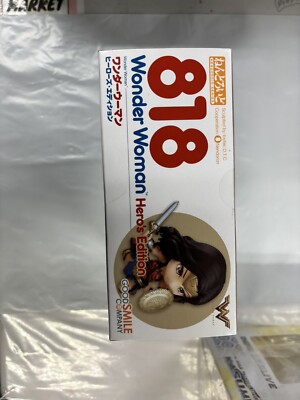 MARKET
ねんどろいど
818
Wonder Woman™ Hero's Edition
ワンダーウーマン
ヒーローズ・エディション
GOOD SMILE
COMPANY